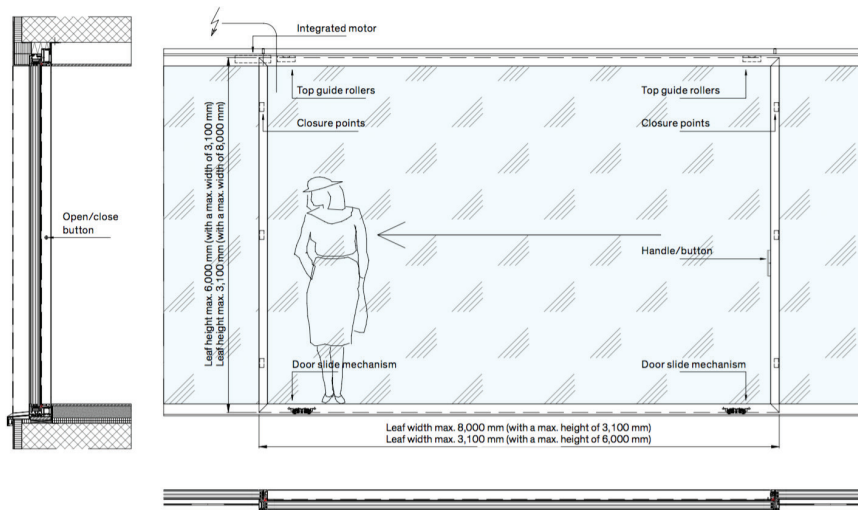 Integrated motor
Top guide rollers
Top guide rollers
Closure points
Closure points
Leaf height max. 6,000 mm (with a max. width of 3,100 mm)
Leaf height max. 3,100 mm (with a max. width of 8,000 mm)
Open/close
button
Handle/button
Door slide mechanism
Door slide mechanism
Leaf width max. 8,000 mm (with a max. height of 3,100 mm)
Leaf width max. 3,100 mm (with a max. height of 6,000 mm)